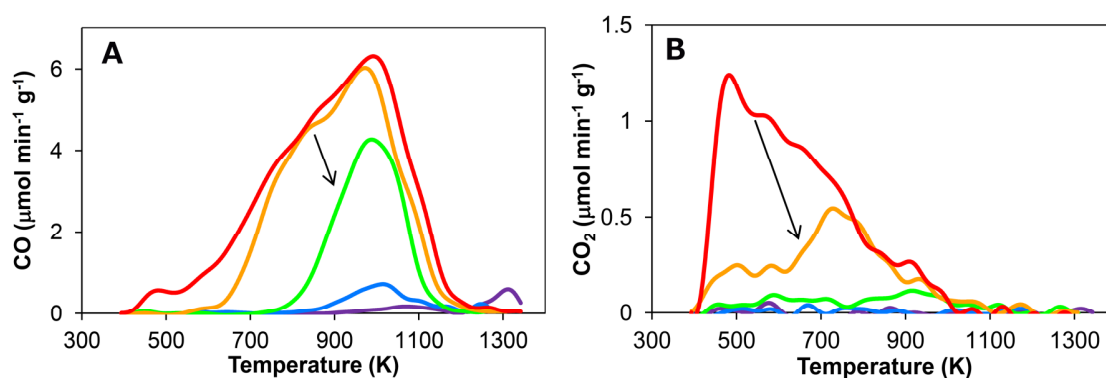 A
CO (μmol min⁻¹ g⁻¹)
6
4
2
0
300 500 700 900 1100 1300
Temperature (K)
B
CO₂ (μmol min⁻¹ g⁻¹)
1.5
1
0.5
0
300 500 700 900 1100 1300
Temperature (K)